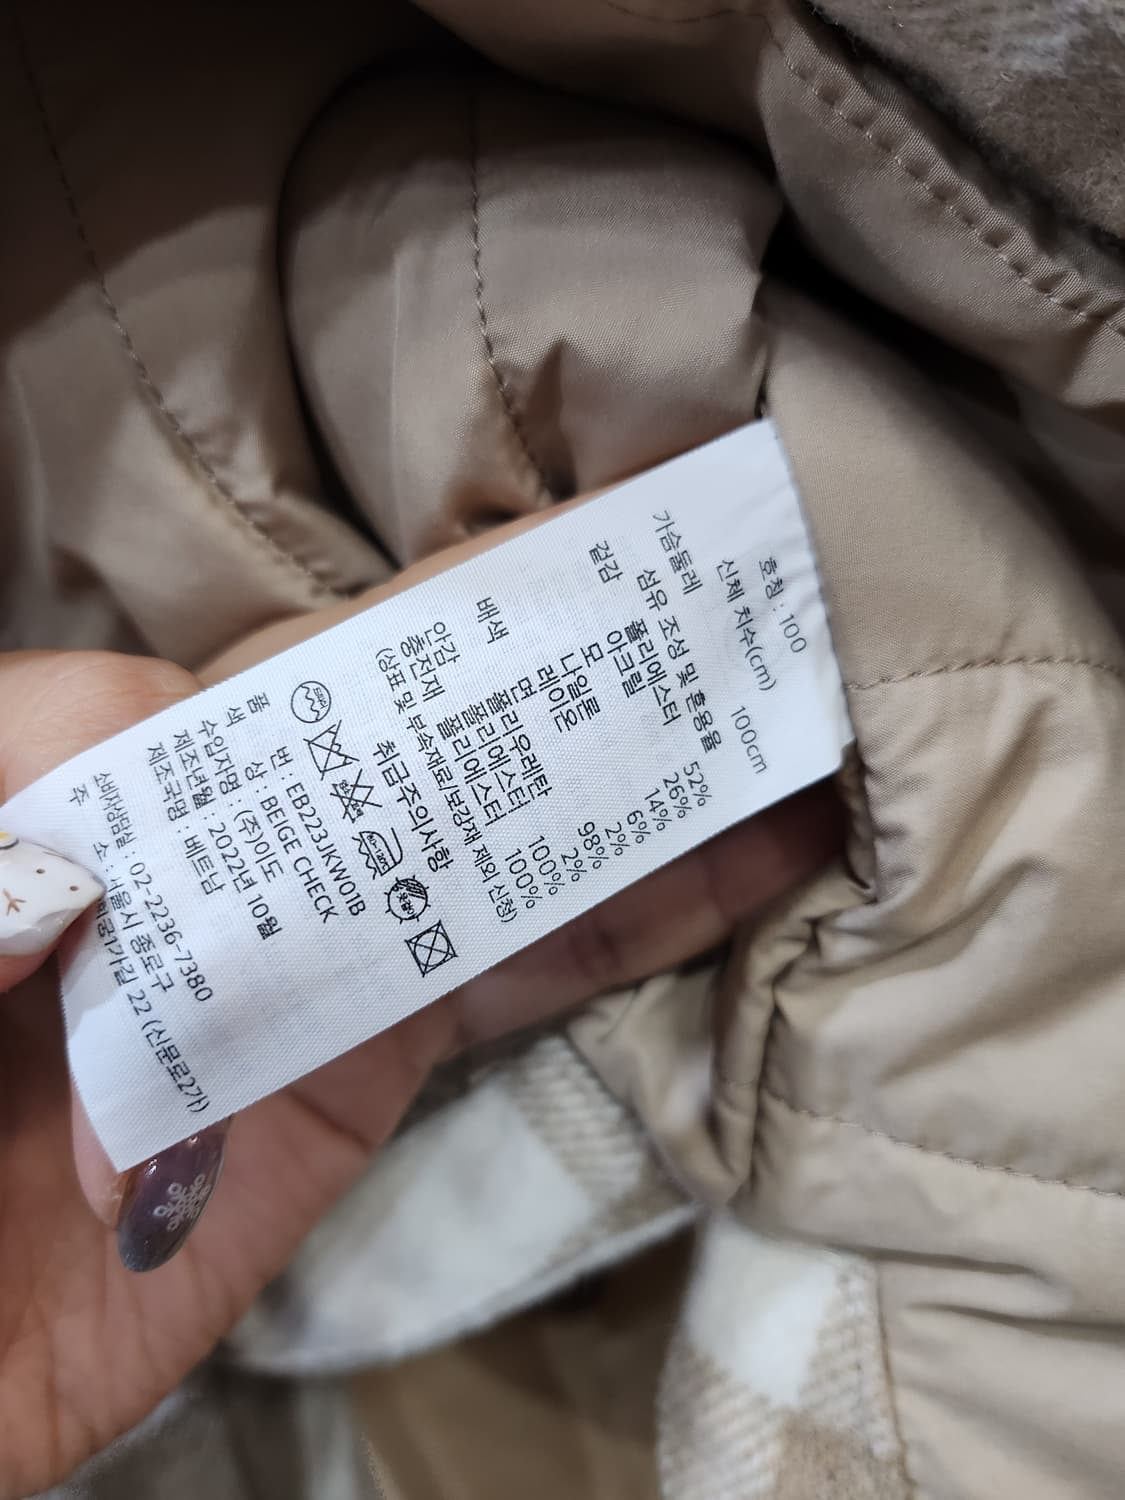 호칭 : 100
신체 치수(cm)
가슴둘레 100cm
섬유 조성 및 혼용율
겉감 폴리에스터 52%
아크릴 26%
모 14%
나일론 6%
레이온 2%
배색 면 98%
폴리우레탄 2%
안감 폴리에스터 100%
충전재 폴리에스터 100%
(상표 및 부속재료/보강재 제외 신청)
취급주의사항
품 번 : EB223JKW01B
색 상 : BEIGE CHECK
수입자명 : (주)이도
제조년월 : 2022년 10월
제조국명 : 베트남
소비자상담실 : 02-2236-7380
주 소 : 서울시 종로구
1가길 22 (신문로2가)